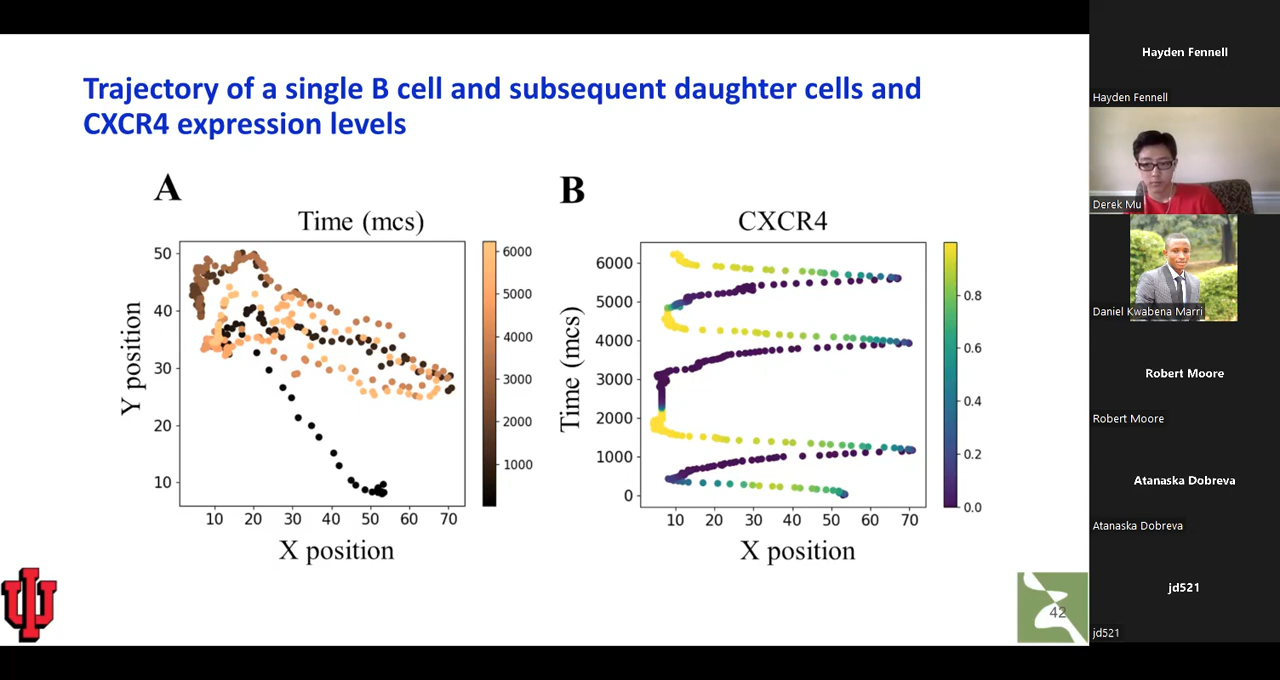 Trajectory of a single B cell and subsequent daughter cells and
CXCR4 expression levels
A
Time (mcs)
50
40
30
20
10
Y position
10 20 30 40 50 60 70
X position
6000
5000
4000
3000
2000
1000
B
CXCR4
6000
5000
4000
3000
2000
1000
0
Time (mcs)
10 20 30 40 50 60 70
X position
0.8
0.6
0.4
0.2
0.0
42
Hayden Fennell
Hayden Fennell
Derek Mu
Daniel Kwabena Marri
Robert Moore
Robert Moore
Atanaska Dobreva
Atanaska Dobreva
jd521
jd521